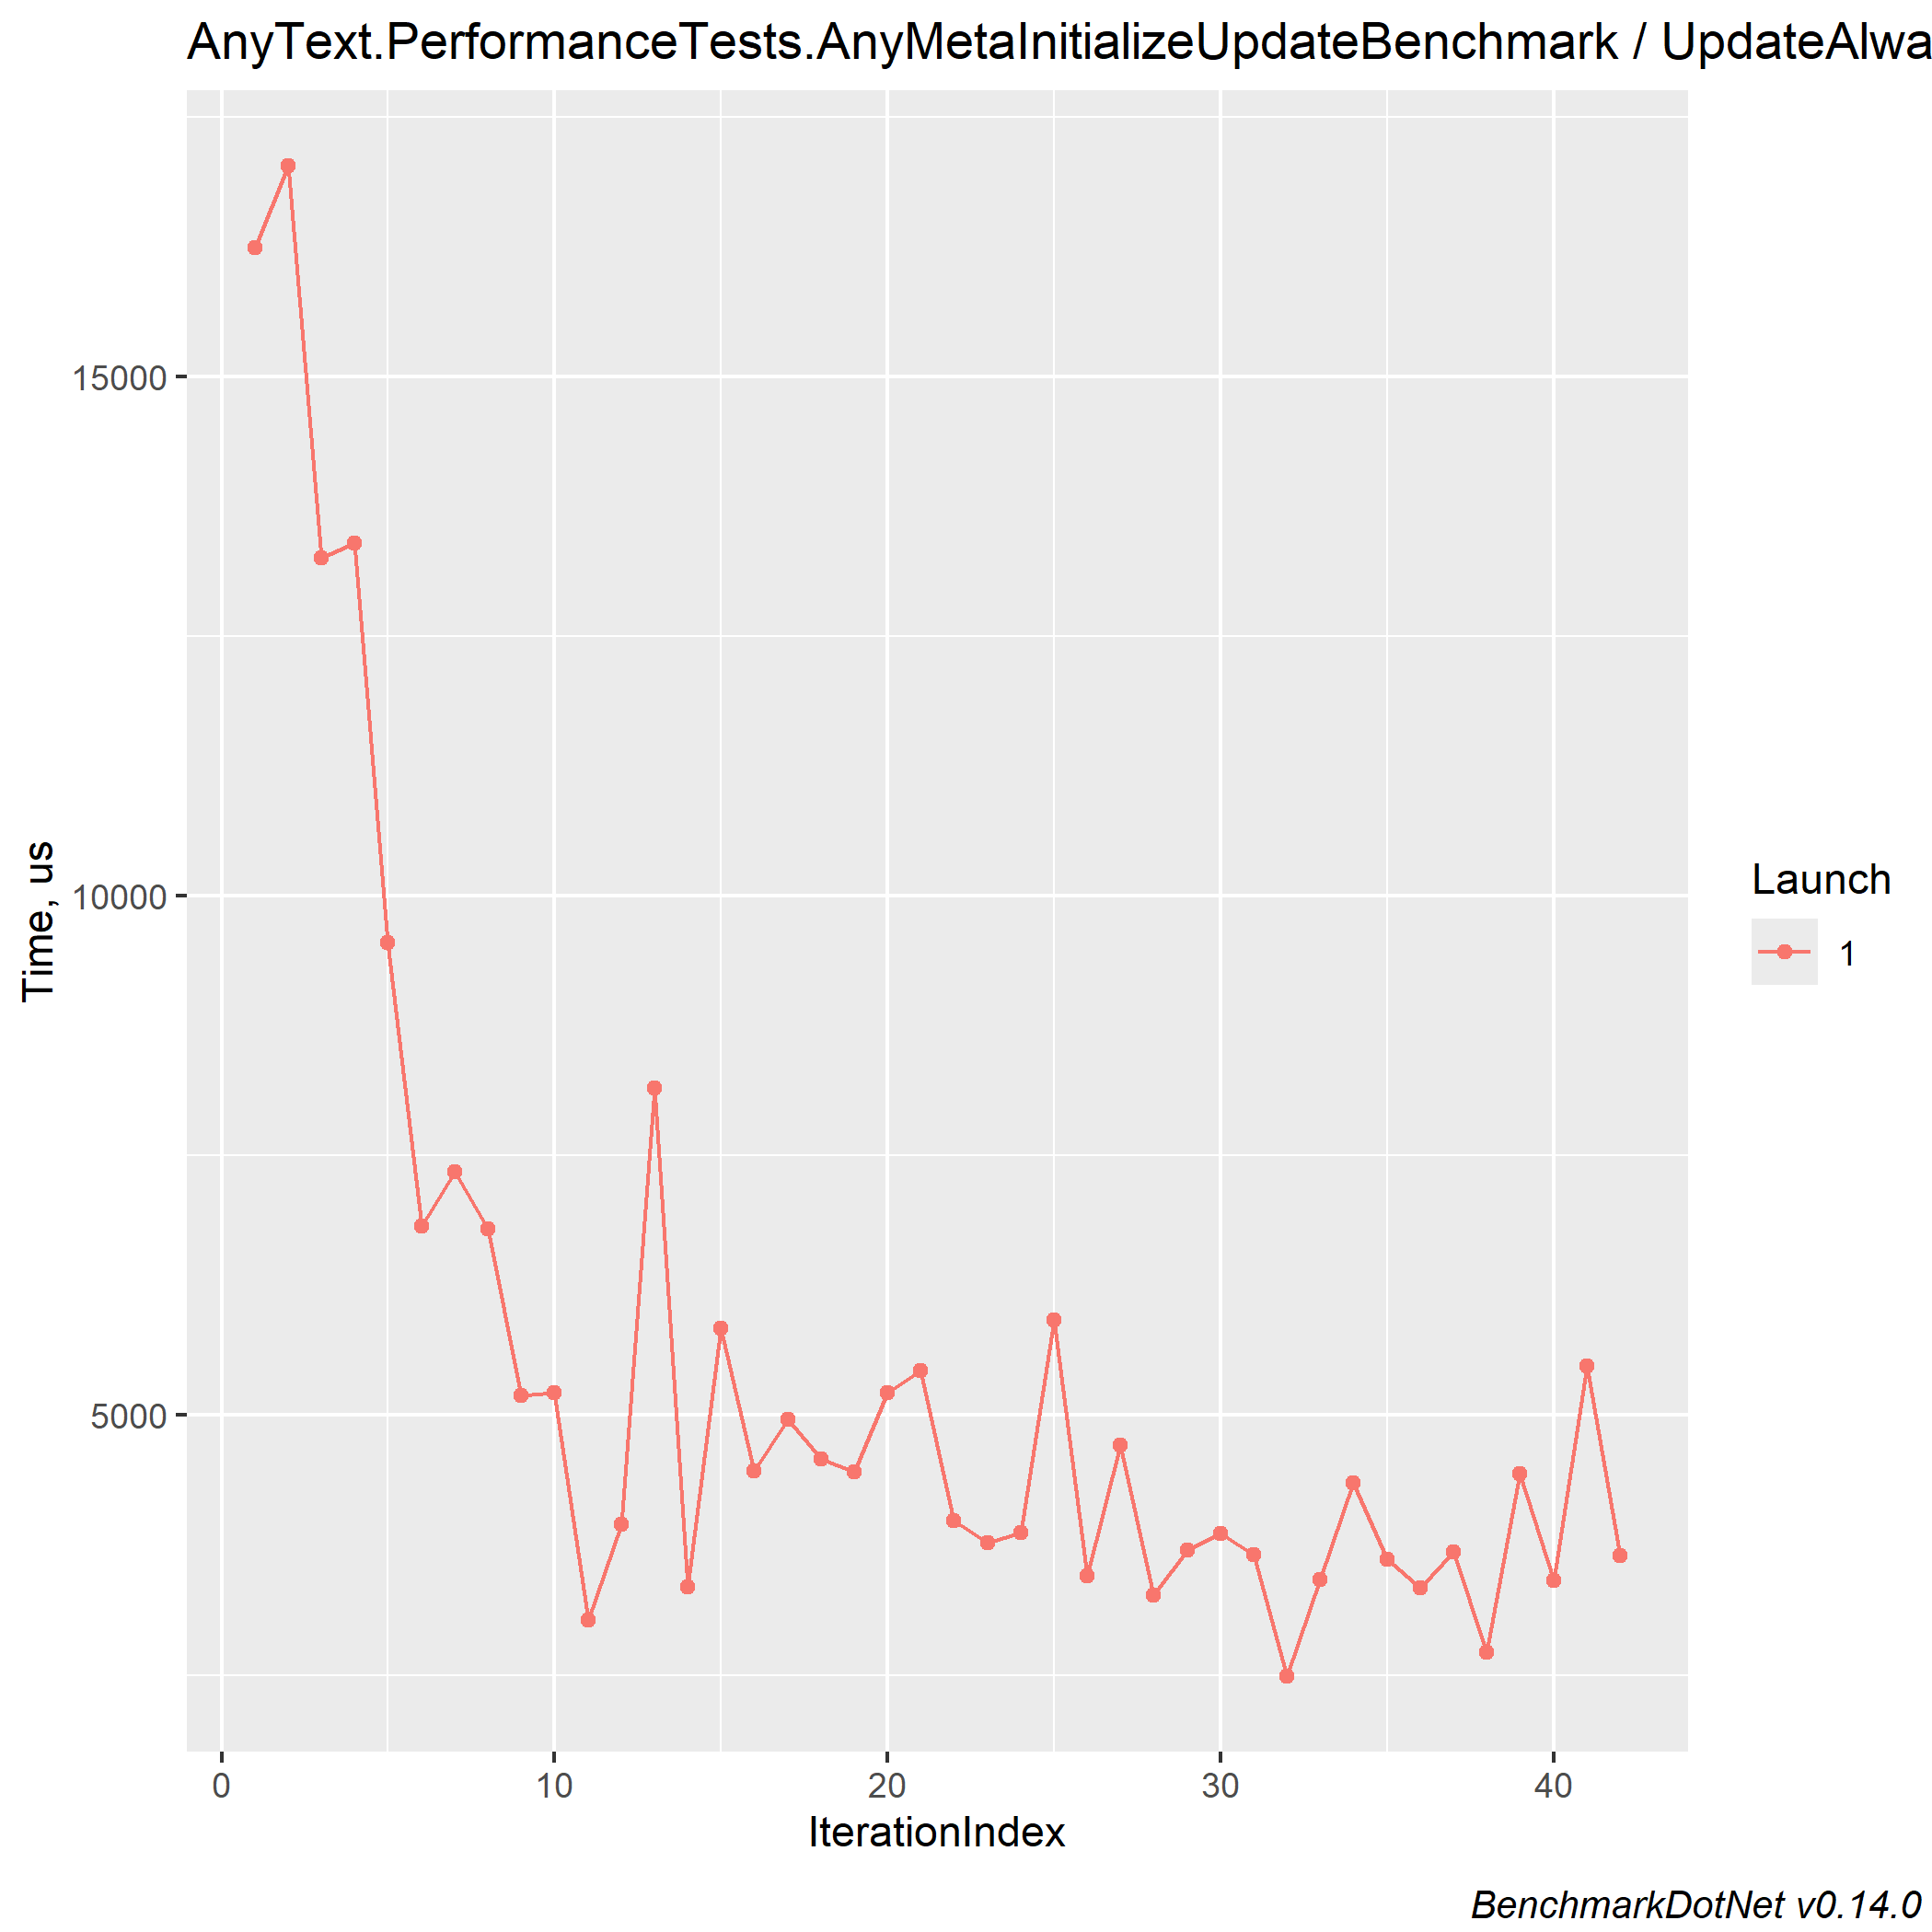 AnyText.PerformanceTests.AnyMetaInitializeUpdateBenchmark / UpdateAlwa
Time, us
15000
10000
5000
0 10 20 30 40
IterationIndex
Launch
1
BenchmarkDotNet v0.14.0